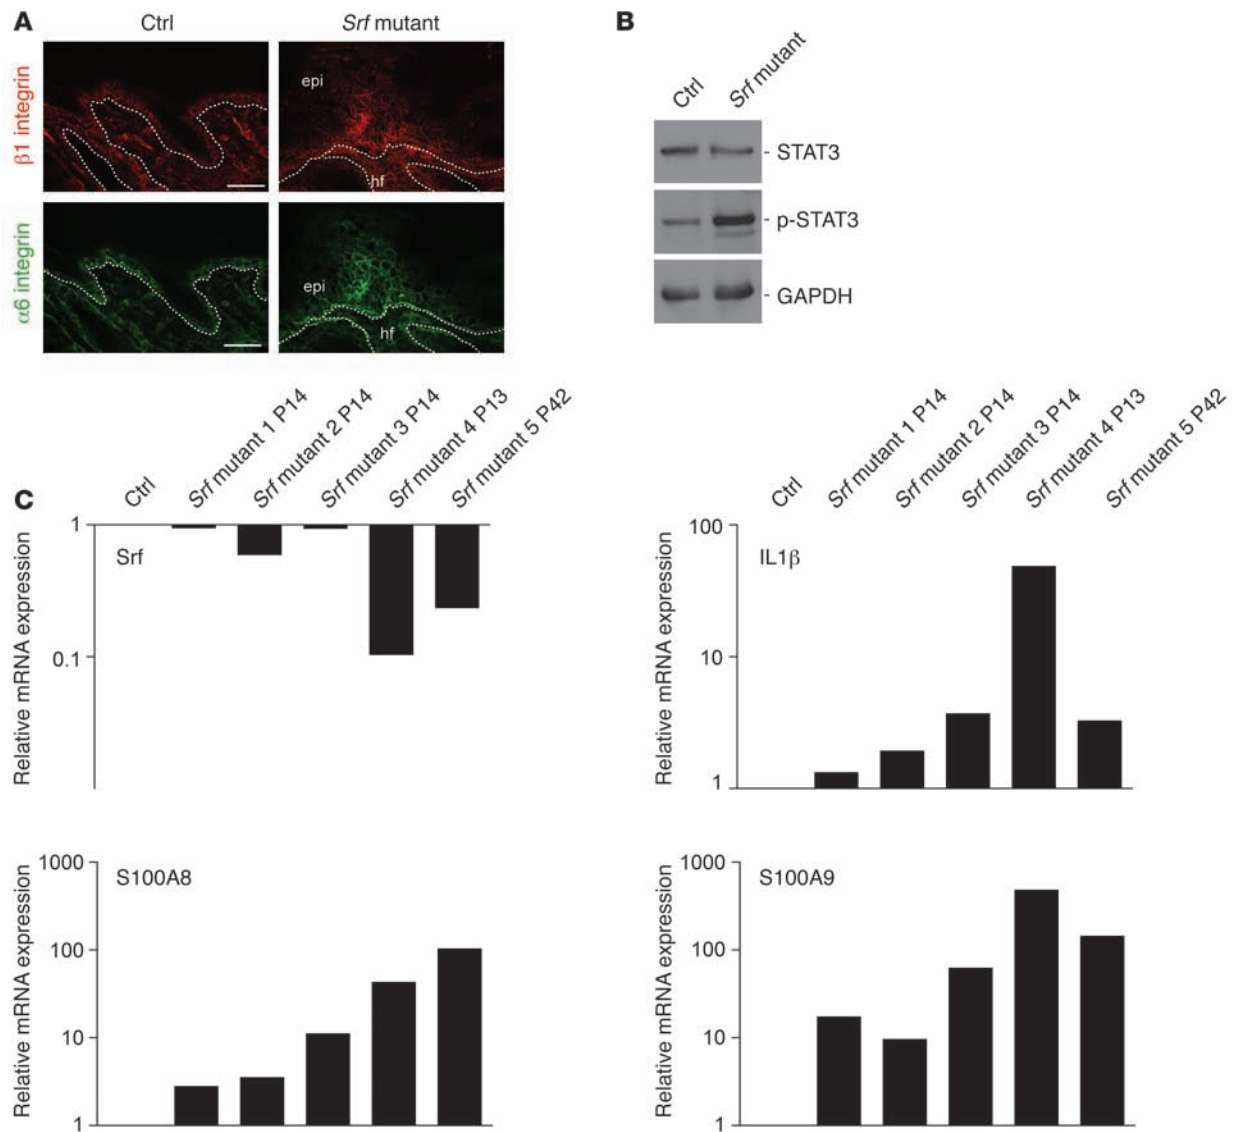 A
Ctrl
Srf mutant
β1 integrin
epi
hf
α6 integrin
epi
hf
B
Ctrl
Srf mutant
STAT3
p-STAT3
GAPDH
C
Ctrl
Srf mutant 1 P14
Srf mutant 2 P14
Srf mutant 3 P14
Srf mutant 4 P13
Srf mutant 5 P42
Relative mRNA expression
1
0.1
Srf
Ctrl
Srf mutant 1 P14
Srf mutant 2 P14
Srf mutant 3 P14
Srf mutant 4 P13
Srf mutant 5 P42
Relative mRNA expression
100
10
1
IL1β
Relative mRNA expression
1000
100
10
1
S100A8
Relative mRNA expression
1000
100
10
1
S100A9